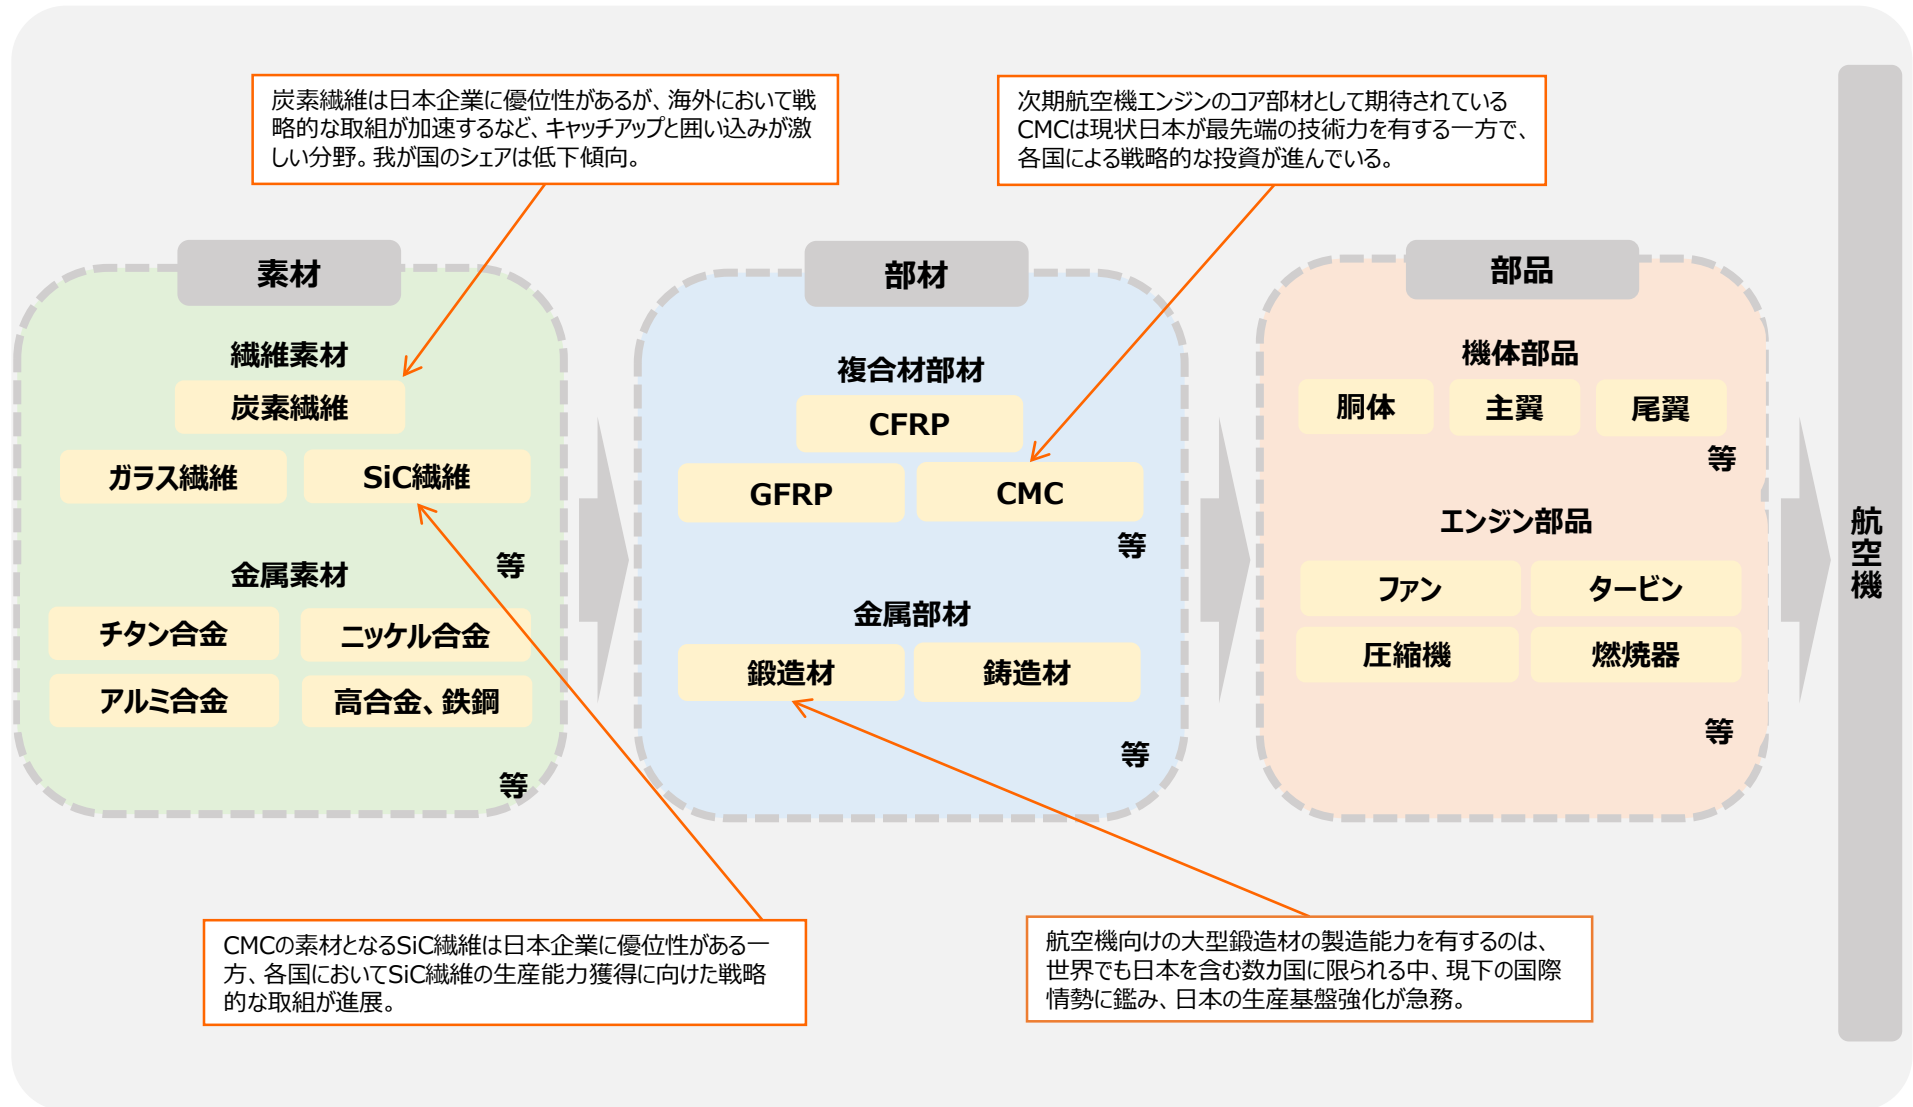 炭素繊維は日本企業に優位性があるが、海外において戦
略的な取組が加速するなど、キャッチアップと囲い込みが激
しい分野。我が国のシェアは低下傾向。
次期航空機エンジンのコア部材として期待されている
CMCは現状日本が最先端の技術力を有する一方で、
各国による戦略的な投資が進んでいる。
素材
繊維素材
炭素繊維
ガラス繊維
SiC繊維
等
金属素材
チタン合金
ニッケル合金
アルミ合金
高合金、鉄鋼
等
部材
複合材部材
CFRP
GFRP
CMC
等
金属部材
鍛造材
鋳造材
等
部品
機体部品
胴体
主翼
尾翼
等
エンジン部品
ファン
タービン
圧縮機
燃焼器
等
航空機
CMCの素材となるSiC繊維は日本企業に優位性がある一
方、各国においてSiC繊維の生産能力獲得に向けた戦略
的な取組が進展。
航空機向けの大型鍛造材の製造能力を有するのは、
世界でも日本を含む数カ国に限られる中、現下の国際
情勢に鑑み、日本の生産基盤強化が急務。